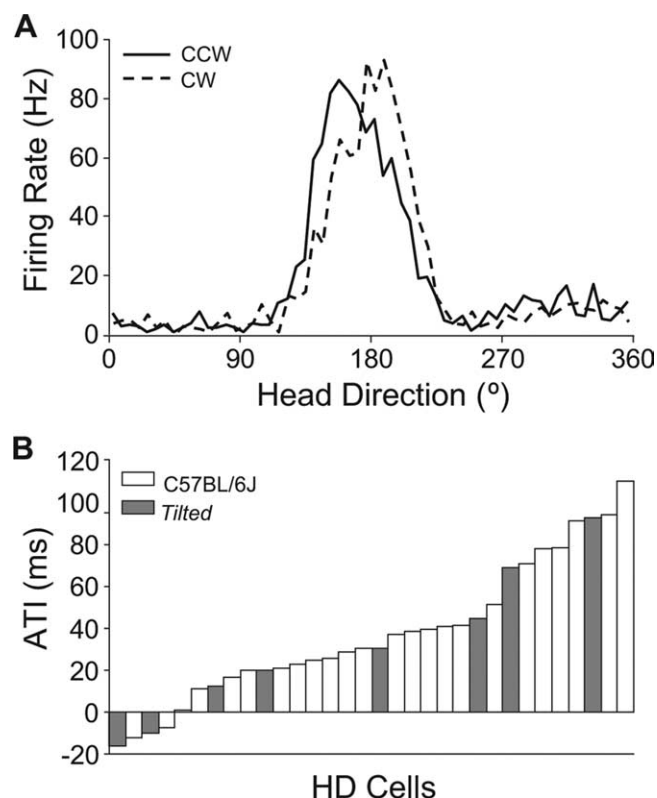 A
100
CCW
CW
80
60
40
20
0
Firing Rate (Hz)
0 90 180 270 360
Head Direction (º)
B
120
C57BL/6J
Tilted
100
80
60
40
20
0
-20
ATI (ms)
HD Cells